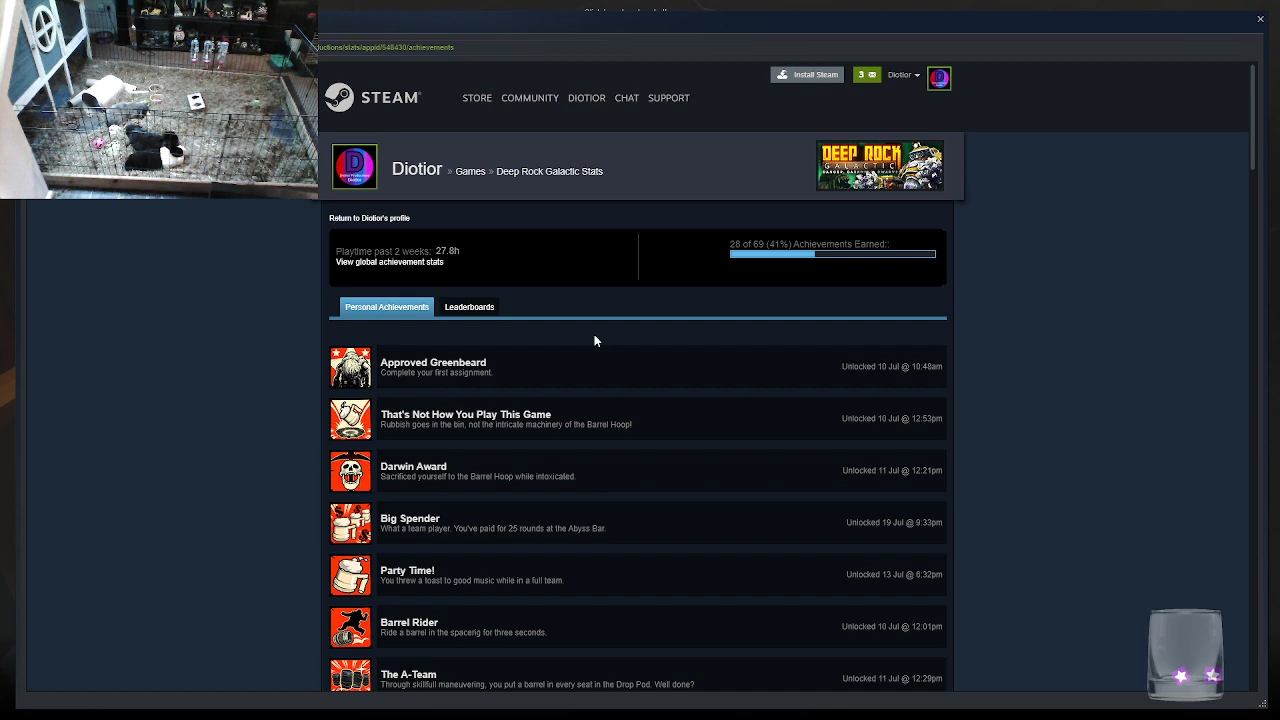 uctions/stats/appid/548430/achievements
Install Steam
3
Diotior
STEAM
STORE COMMUNITY DIOTIOR CHAT SUPPORT
Diotior » Games » Deep Rock Galactic Stats
DEEP ROCK
GALACTIC
Return to Diotior's profile
Playtime past 2 weeks: 27.8h
View global achievement stats
28 of 69 (41%) Achievements Earned::
Personal Achievements
Leaderboards
Approved Greenbeard
Complete your first assignment.
Unlocked 10 Jul @ 10:48am
That's Not How You Play This Game
Rubbish goes in the bin, not the intricate machinery of the Barrel Hoop!
Unlocked 10 Jul @ 12:53pm
Darwin Award
Sacrificed yourself to the Barrel Hoop while intoxicated.
Unlocked 11 Jul @ 12:21pm
Big Spender
What a team player. You've paid for 25 rounds at the Abyss Bar.
Unlocked 19 Jul @ 9:33pm
Party Time!
You threw a toast to good music while in a full team.
Unlocked 13 Jul @ 6:32pm
Barrel Rider
Ride a barrel in the spacerig for three seconds.
Unlocked 10 Jul @ 12:01pm
The A-Team
Through skillfull maneuvering, you put a barrel in every seat in the Drop Pod. Well done?
Unlocked 11 Jul @ 12:29pm